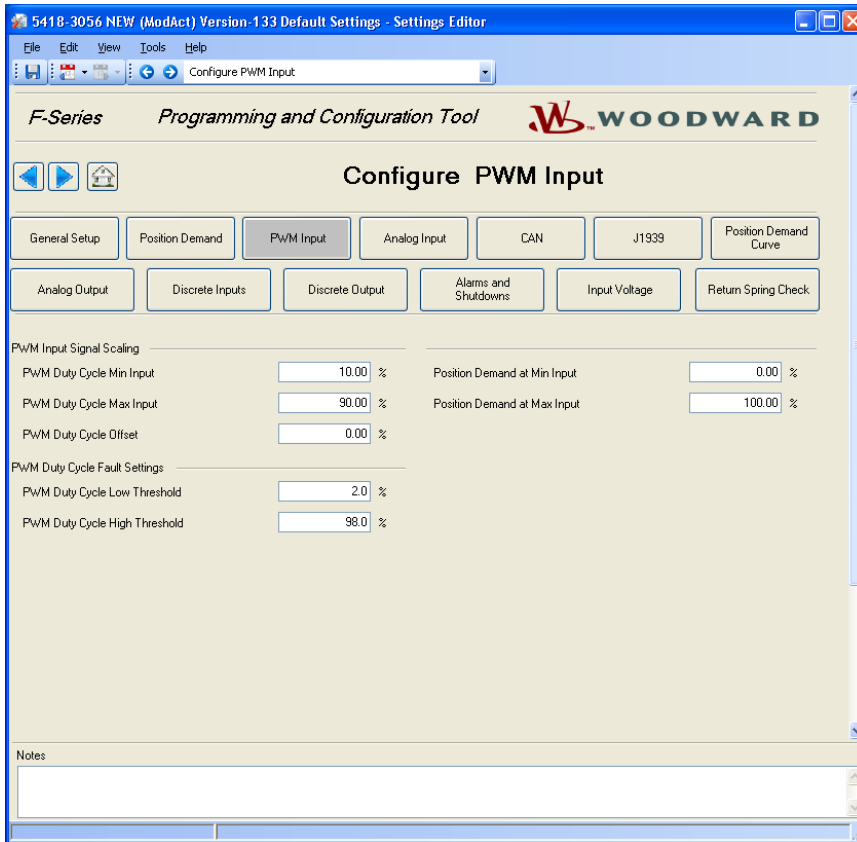 5418-3056 NEW (ModAct) Version-133 Default Settings - Settings Editor
File Edit View Tools Help
Configure PWM Input
F-Series Programming and Configuration Tool WOODWARD
Configure PWM Input
General Setup
Position Demand
PWM Input
Analog Input
CAN
J1939
Position Demand
Curve
Analog Output
Discrete Inputs
Discrete Output
Alarms and
Shutdowns
Input Voltage
Return Spring Check
PWM Input Signal Scaling
PWM Duty Cycle Min Input 10.00 % Position Demand at Min Input 0.00 %
PWM Duty Cycle Max Input 90.00 % Position Demand at Max Input 100.00 %
PWM Duty Cycle Offset 0.00 %
PWM Duty Cycle Fault Settings
PWM Duty Cycle Low Threshold 2.0 %
PWM Duty Cycle High Threshold 98.0 %
Notes